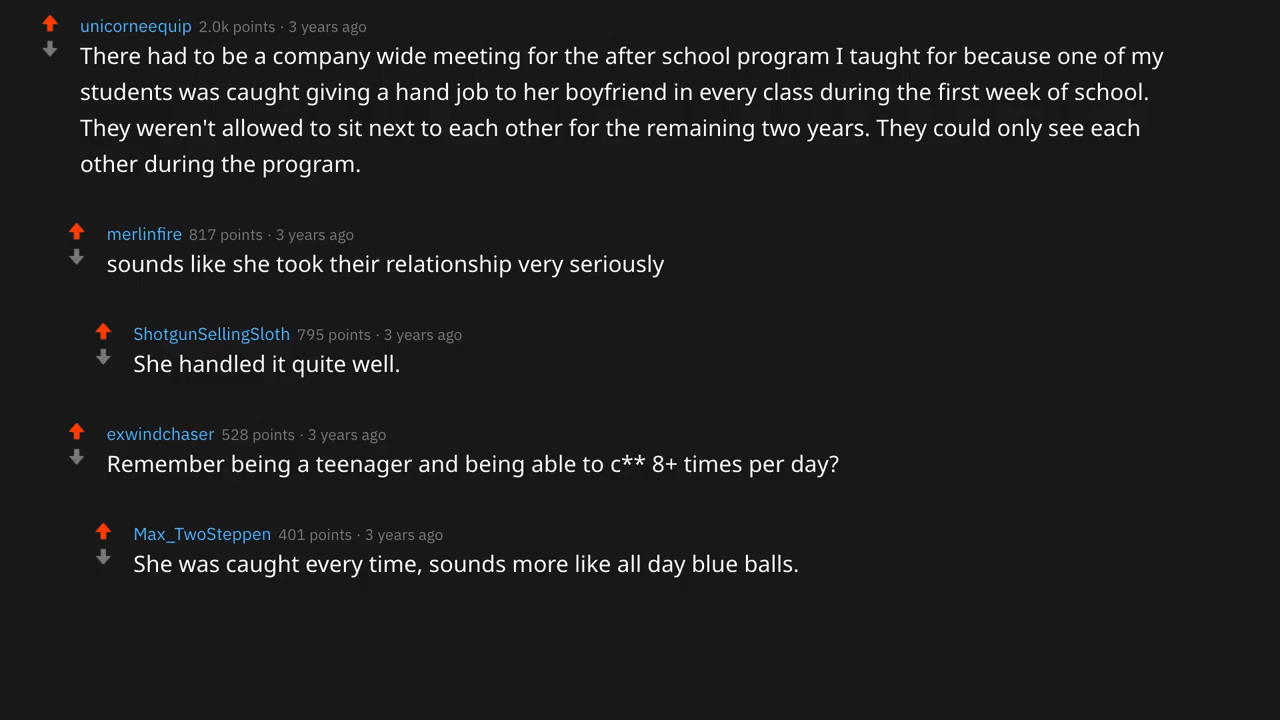 unicorneequip 2.0k points · 3 years ago
There had to be a company wide meeting for the after school program I taught for because one of my
students was caught giving a hand job to her boyfriend in every class during the first week of school.
They weren't allowed to sit next to each other for the remaining two years. They could only see each
other during the program.
merlinfire 817 points · 3 years ago
sounds like she took their relationship very seriously
ShotgunSellingSloth 795 points · 3 years ago
She handled it quite well.
exwindchaser 528 points · 3 years ago
Remember being a teenager and being able to c** 8+ times per day?
Max_TwoSteppen 401 points · 3 years ago
She was caught every time, sounds more like all day blue balls.